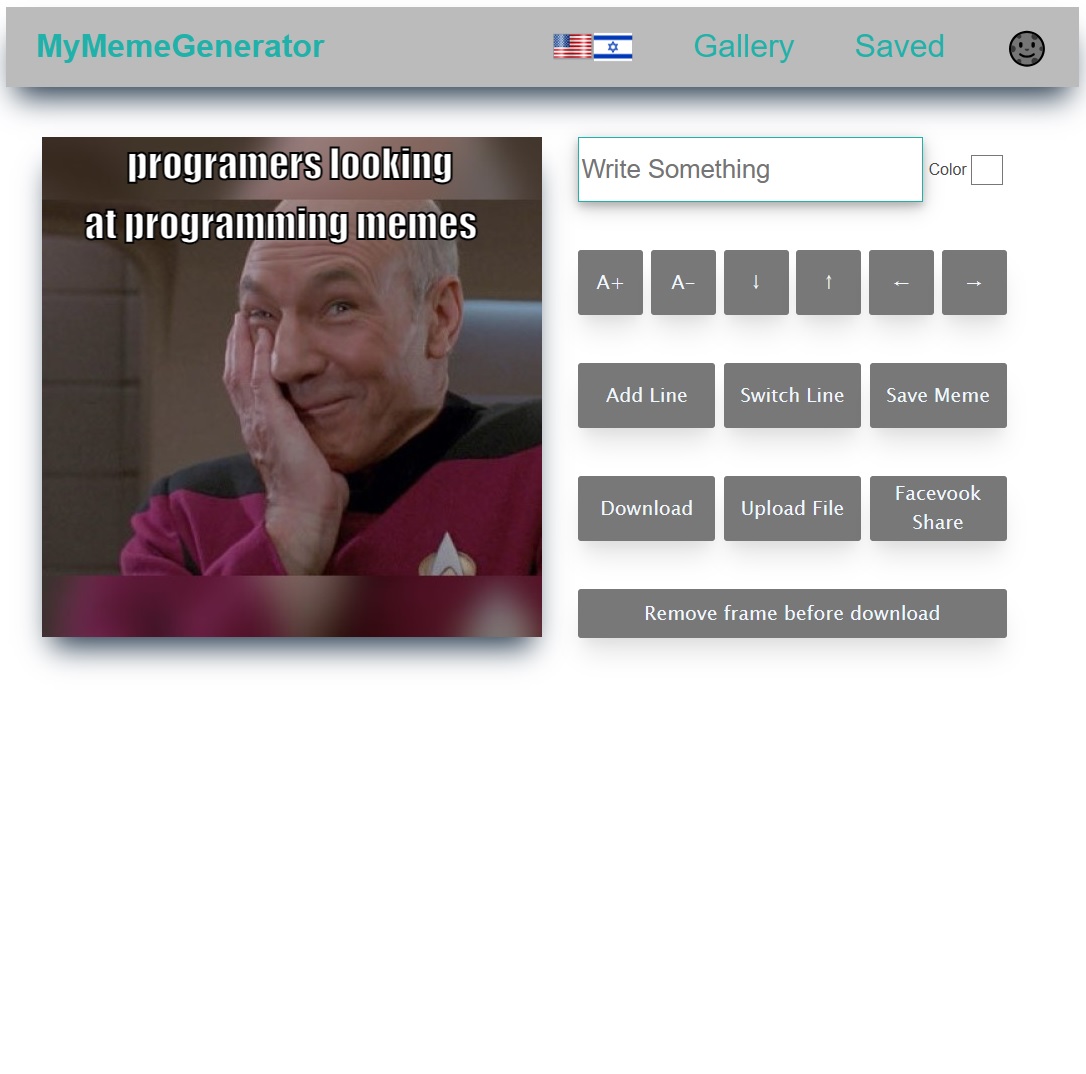 MyMemeGenerator
Gallery
Saved
programers looking
at programming memes
Write Something
Color
A+
A-
↓
↑
←
→
Add Line
Switch Line
Save Meme
Download
Upload File
Facevook
Share
Remove frame before download